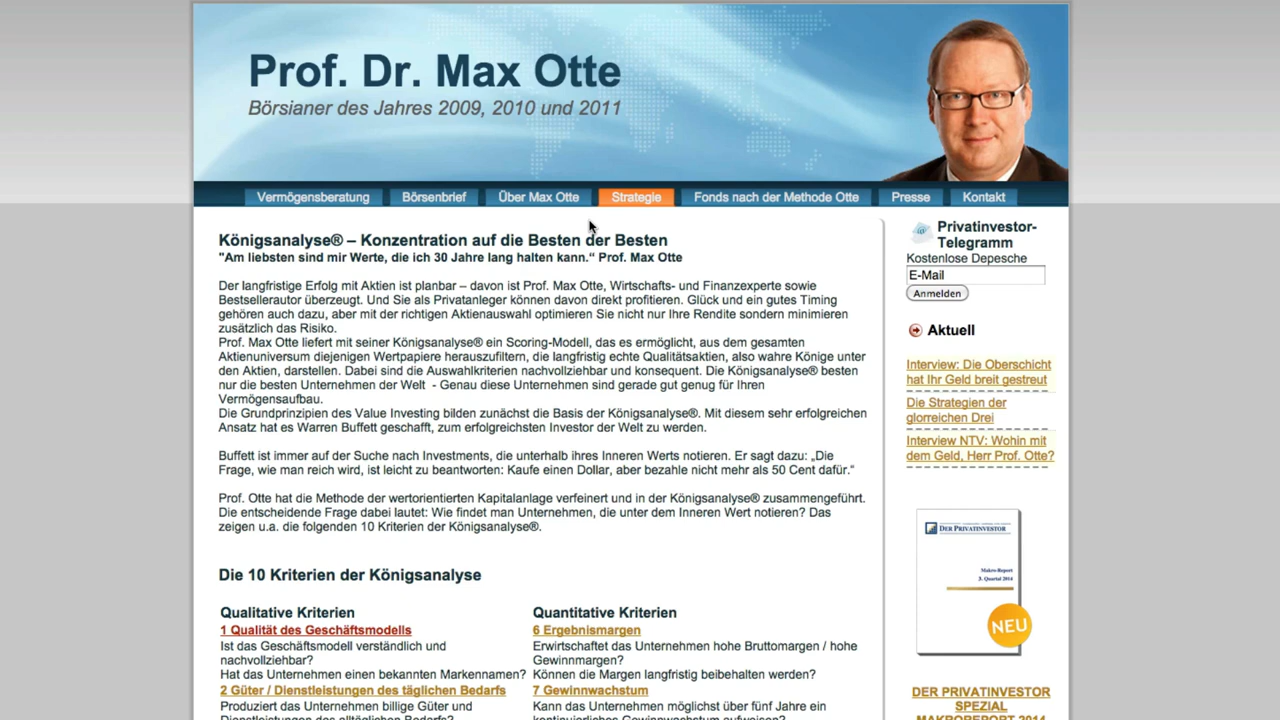 Prof. Dr. Max Otte
Börsianer des Jahres 2009, 2010 und 2011
Vermögensberatung
Börsenbrief
Über Max Otte
Strategie
Fonds nach der Methode Otte
Presse
Kontakt
Königsanalyse® – Konzentration auf die Besten der Besten
"Am liebsten sind mir Werte, die ich 30 Jahre lang halten kann.“ Prof. Max Otte
Der langfristige Erfolg mit Aktien ist planbar – davon ist Prof. Max Otte, Wirtschafts- und Finanzexperte sowie
Bestsellerautor überzeugt. Und Sie als Privatanleger können davon direkt profitieren. Glück und ein gutes Timing
gehören auch dazu, aber mit der richtigen Aktienauswahl optimieren Sie nicht nur Ihre Rendite sondern minimieren
zusätzlich das Risiko.
Prof. Max Otte liefert mit seiner Königsanalyse® ein Scoring-Modell, das es ermöglicht, aus dem gesamten
Aktienuniversum diejenigen Wertpapiere herauszufiltern, die langfristig echte Qualitätsaktien, also wahre Könige unter
den Aktien, darstellen. Dabei sind die Auswahlkriterien nachvollziehbar und konsequent. Die Königsanalyse® besten
nur die besten Unternehmen der Welt - Genau diese Unternehmen sind gerade gut genug für Ihren
Vermögensaufbau.
Die Grundprinzipien des Value Investing bilden zunächst die Basis der Königsanalyse®. Mit diesem sehr erfolgreichen
Ansatz hat es Warren Buffett geschafft, zum erfolgreichsten Investor der Welt zu werden.
Buffett ist immer auf der Suche nach Investments, die unterhalb ihres Inneren Werts notieren. Er sagt dazu: „Die
Frage, wie man reich wird, ist leicht zu beantworten: Kaufe einen Dollar, aber bezahle nicht mehr als 50 Cent dafür.“
Prof. Otte hat die Methode der wertorientierten Kapitalanlage verfeinert und in der Königsanalyse® zusammengeführt.
Die entscheidende Frage dabei lautet: Wie findet man Unternehmen, die unter dem Inneren Wert notieren? Das
zeigen u.a. die folgenden 10 Kriterien der Königsanalyse®.
Die 10 Kriterien der Königsanalyse
Qualitative Kriterien
1 Qualität des Geschäftsmodells
Ist das Geschäftsmodell verständlich und
nachvollziehbar?
Hat das Unternehmen einen bekannten Markennamen?
2 Güter / Dienstleistungen des täglichen Bedarfs
Produziert das Unternehmen billige Güter und
Dienstleistungen des alltäglichen Bedarfs?
Quantitative Kriterien
6 Ergebnismargen
Erwirtschaftet das Unternehmen hohe Bruttomargen / hohe
Gewinnmargen?
Können die Margen langfristig beibehalten werden?
7 Gewinnwachstum
Kann das Unternehmen möglichst über fünf Jahre ein
kontinuierliches Gewinnwachstum aufweisen?
Privatinvestor-
Telegramm
Kostenlose Depesche
E-Mail
Anmelden
Aktuell
Interview: Die Oberschicht
hat Ihr Geld breit gestreut
Die Strategien der
glorreichen Drei
Interview NTV: Wohin mit
dem Geld, Herr Prof. Otte?
DER PRIVATINVESTOR
Makro-Report
3. Quartal 2014
NEU
DER PRIVATINVESTOR
SPEZIAL
MAKROREPORT 2014